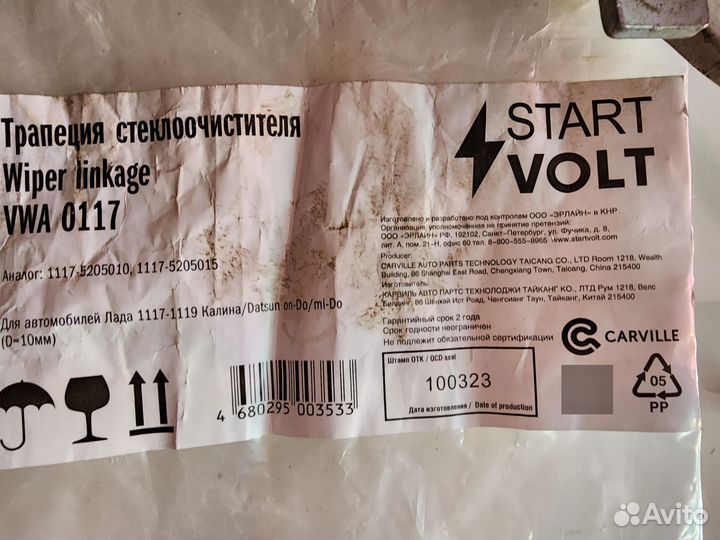 Трапеция стеклоочистителя
Wiper linkage
VWA 0117
Аналог: 1117-5205010, 1117-5205015
Для автомобилей Лада 1117-1119 Калина/Datsun on-Do/mi-Do
(D=10мм)
4 680295 003533
START
VOLT
Изготовлено и разработано под контролем ООО «ЭРЛАЙН» в КНР
Организация, уполномоченная на принятие претензий:
ООО «ЭРЛАЙН» РФ, 192102, Санкт-Петербург, ул. Фучика, д. 8,
лит. А, пом. 21-Н, офис 60 тел. 8-800-555-8965 www.startvolt.com
Producer:
CARVILLE AUTO PARTS TECHNOLOGY TAICANG CO., LTD Room 1218, Wealth
Building, 86 Shanghai East Road, Chengxiang Town, Taicang, China 215400
Изготовитель:
КАРВИЛЬ АВТО ПАРТС ТЕХНОЛОДЖИ ТАЙКАНГ КО., ЛТД Рум 1218, Велс
Билдинг, 86 Шанхай Ист Роад, Ченгсианг Таун, Тайканг, Китай 215400
Гарантийный срок 2 года
Срок годности неограничен
Не подлежит обязательной сертификации
CARVILLE
Штамп ОТК / QCD seal
100323
Дата изготовления / Date of production
05
PP
Avito